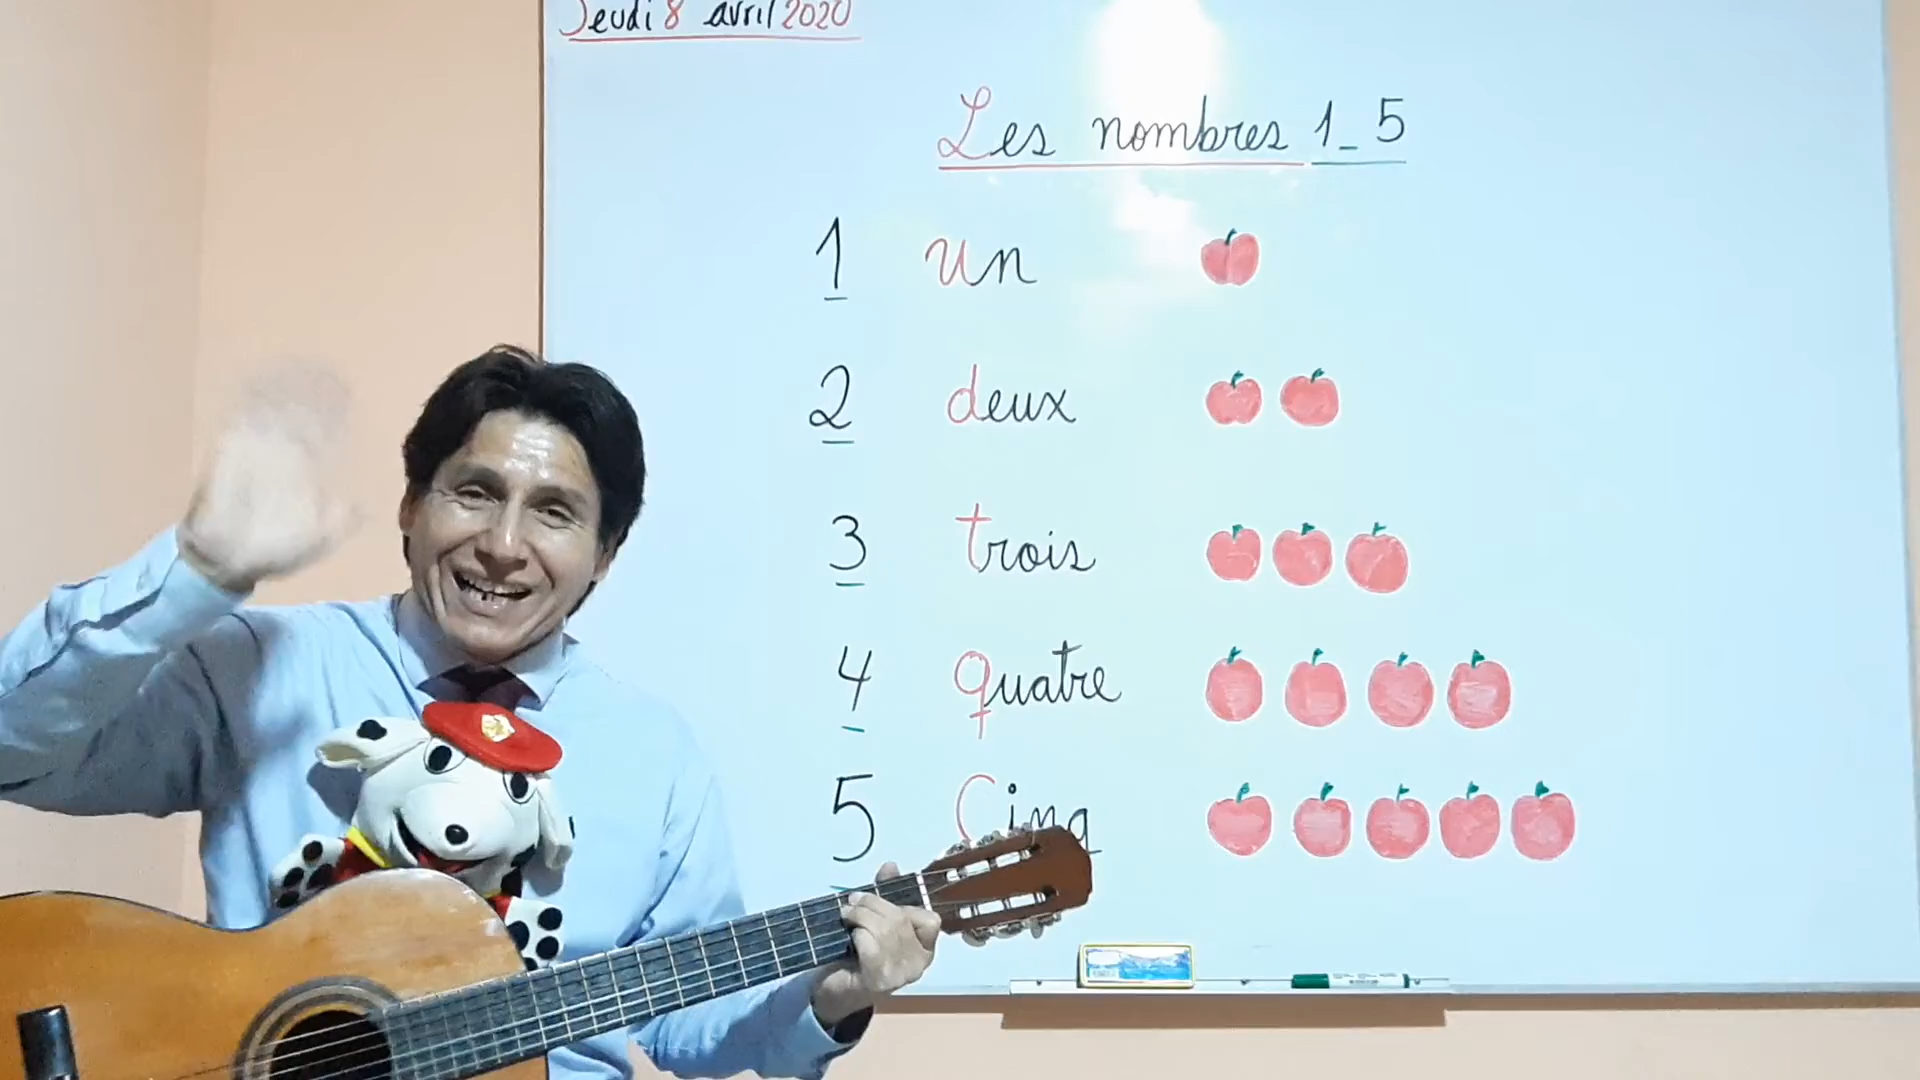 Jeudi 8 avril 2020
Les nombres 1_5
1 un
2 deux
3 trois
4 quatre
5 Cinq